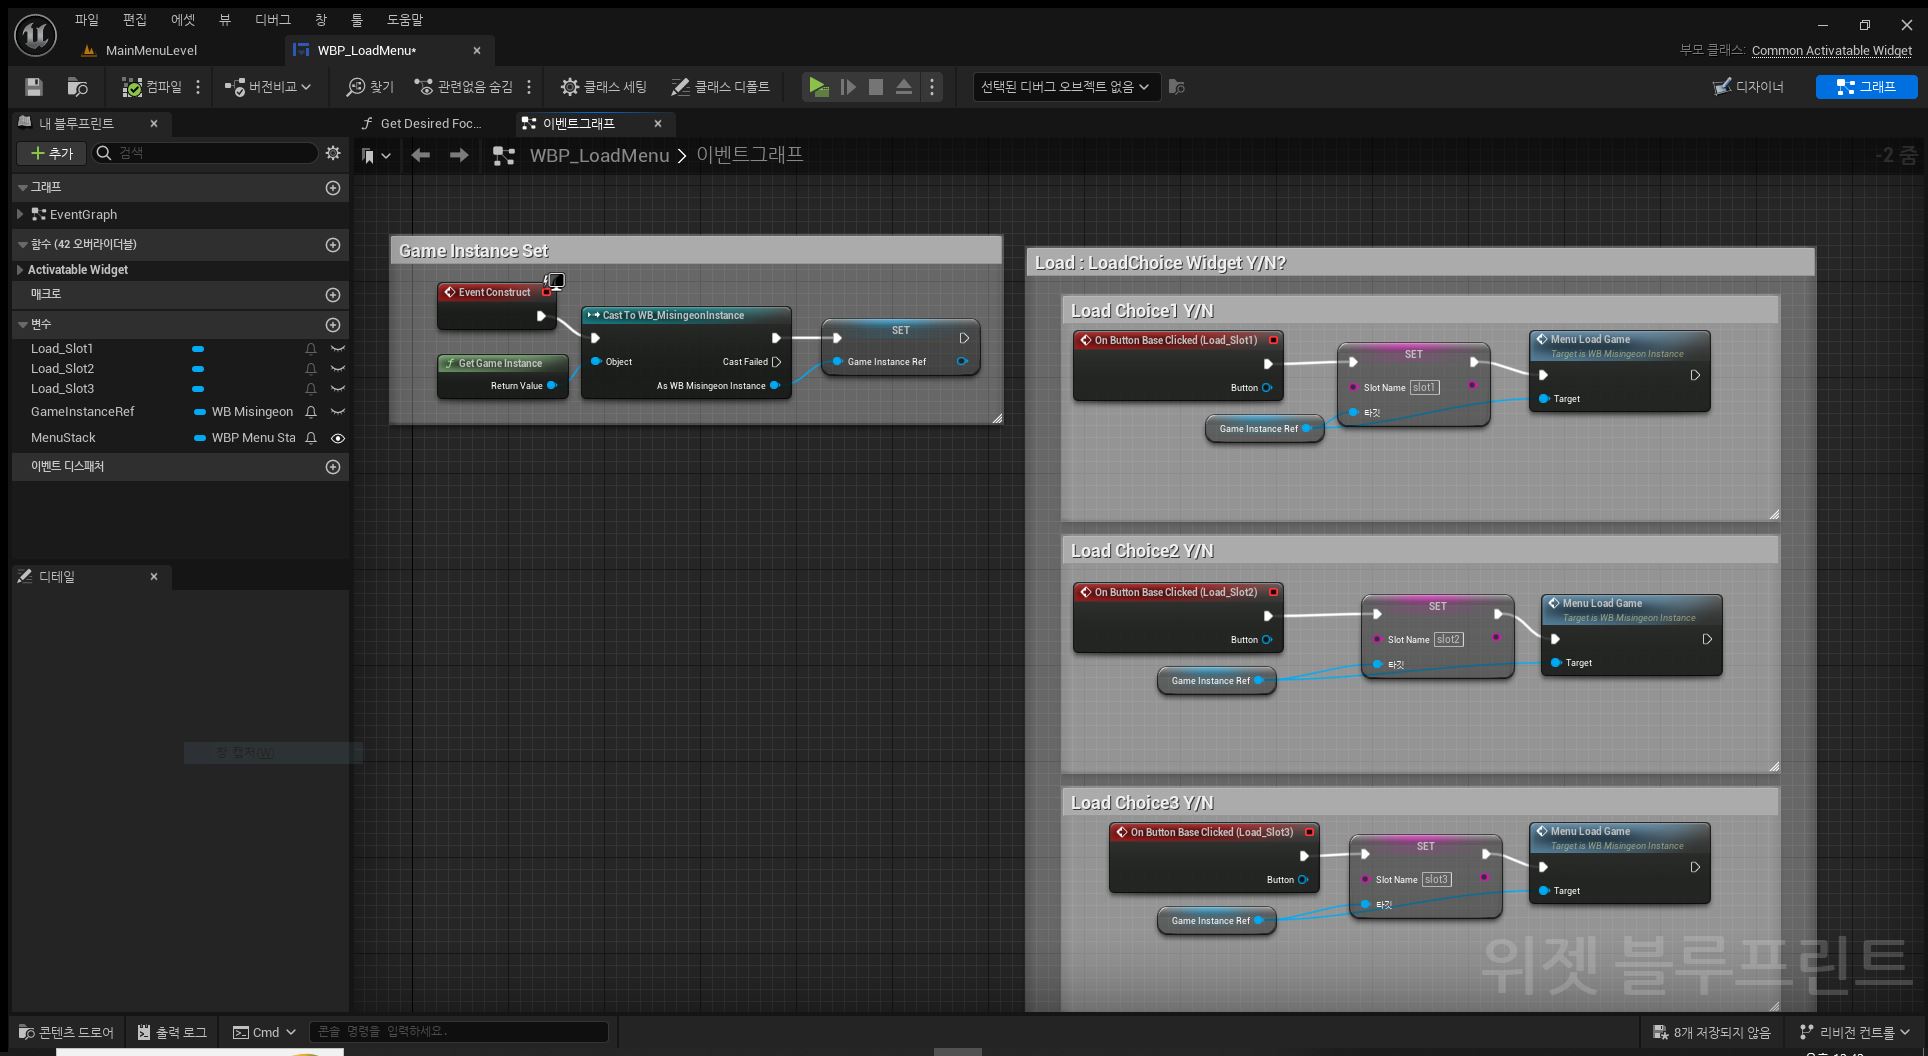 파일 편집 에셋 뷰 디버그 창 툴 도움말
MainMenuLevel
WBP_LoadMenu*
부모 클래스: Common Activatable Widget
컴파일
버전비교
찾기
관련없음 숨김
클래스 세팅
클래스 디폴트
선택된 디버그 오브젝트 없음
디자이너
그래프
내 블루프린트
Get Desired Foc...
이벤트그래프
추가
검색
WBP_LoadMenu > 이벤트그래프
-2 줌
그래프
EventGraph
함수 (42 오버라이더블)
Activatable Widget
매크로
변수
Load_Slot1
Load_Slot2
Load_Slot3
GameInstanceRef WB Misingeon
MenuStack WBP Menu Sta
이벤트 디스패처
디테일
창 캡처(W)
Game Instance Set
Event Construct
Get Game Instance
Return Value
Cast To WB_MisingeonInstance
Object
Cast Failed
As WB Misingeon Instance
SET
Game Instance Ref
Load : LoadChoice Widget Y/N?
Load Choice1 Y/N
On Button Base Clicked (Load_Slot1)
Button
Game Instance Ref
SET
Slot Name slot1
타깃
Menu Load Game
Target is WB Misingeon Instance
Target
Load Choice2 Y/N
On Button Base Clicked (Load_Slot2)
Button
Game Instance Ref
SET
Slot Name slot2
타깃
Menu Load Game
Target is WB Misingeon Instance
Target
Load Choice3 Y/N
On Button Base Clicked (Load_Slot3)
Button
Game Instance Ref
SET
Slot Name slot3
타깃
Menu Load Game
Target is WB Misingeon Instance
Target
위젯 블루프린트
콘텐츠 드로어
출력 로그
Cmd
콘솔 명령을 입력하세요.
8개 저장되지 않음
리비전 컨트롤